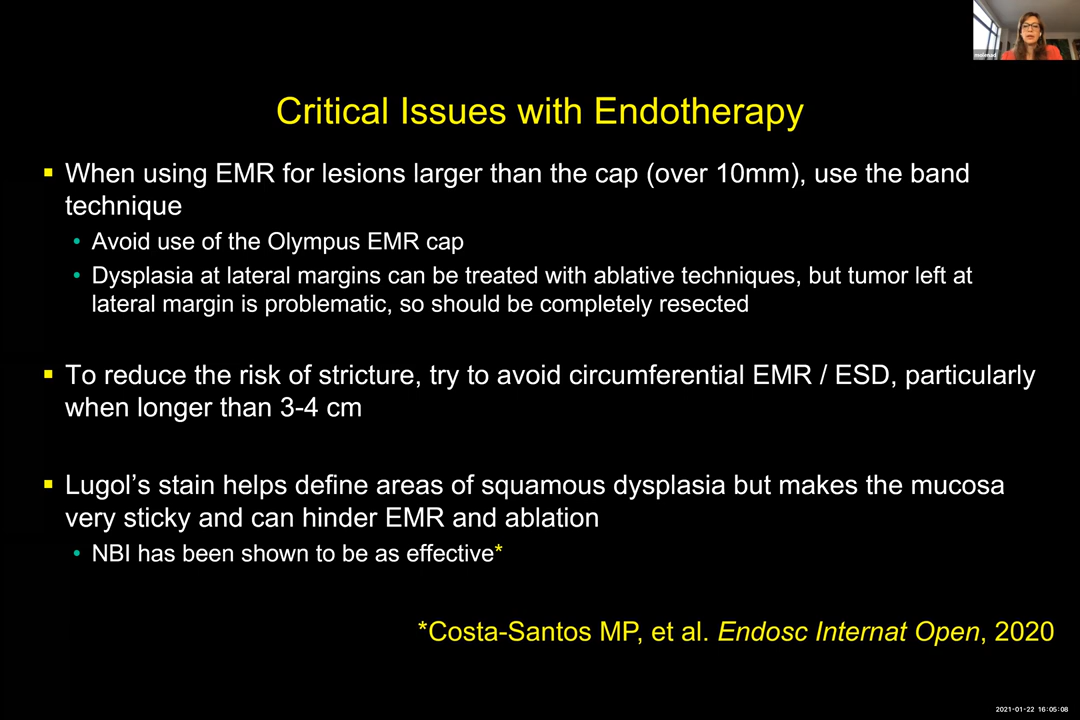 Critical Issues with Endotherapy
▪ When using EMR for lesions larger than the cap (over 10mm), use the band
technique
• Avoid use of the Olympus EMR cap
• Dysplasia at lateral margins can be treated with ablative techniques, but tumor left at
lateral margin is problematic, so should be completely resected
▪ To reduce the risk of stricture, try to avoid circumferential EMR / ESD, particularly
when longer than 3-4 cm
▪ Lugol’s stain helps define areas of squamous dysplasia but makes the mucosa
very sticky and can hinder EMR and ablation
• NBI has been shown to be as effective*
*Costa-Santos MP, et al. Endosc Internat Open, 2020
2021-01-22 16:05:08